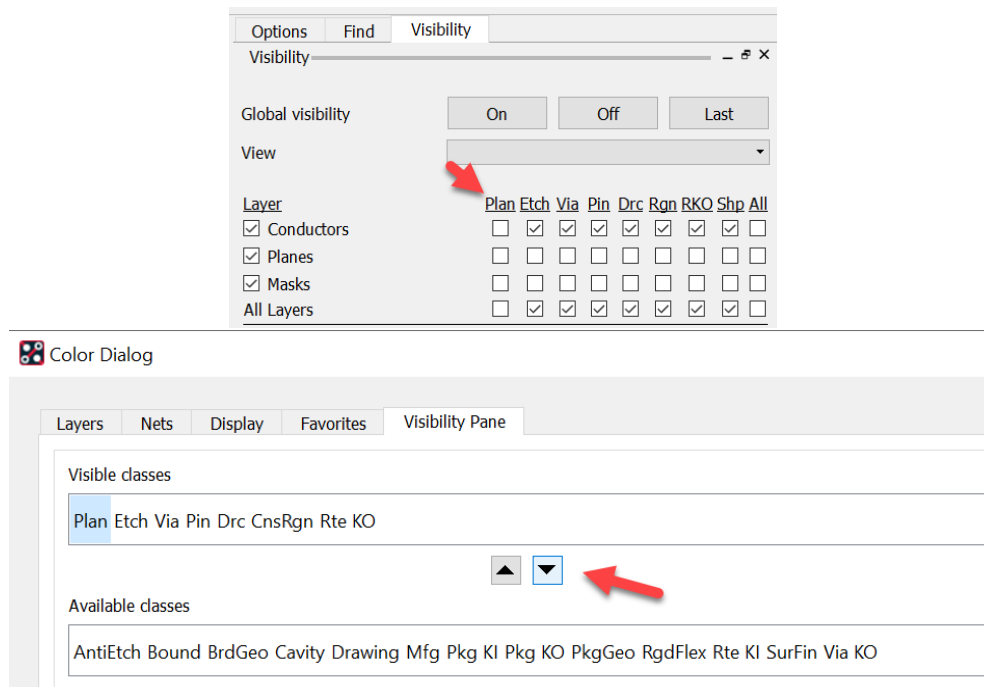 Options Find Visibility
Visibility
Global visibility On Off Last
View
Layer Plan Etch Via Pin Drc Rgn RKO Shp All
Conductors
Planes
Masks
All Layers
Color Dialog
Layers Nets Display Favorites Visibility Pane
Visible classes
Plan Etch Via Pin Drc CnsRgn Rte KO
Available classes
AntiEtch Bound BrdGeo Cavity Drawing Mfg Pkg KI Pkg KO PkgGeo RgdFlex Rte KI SurFin Via KO